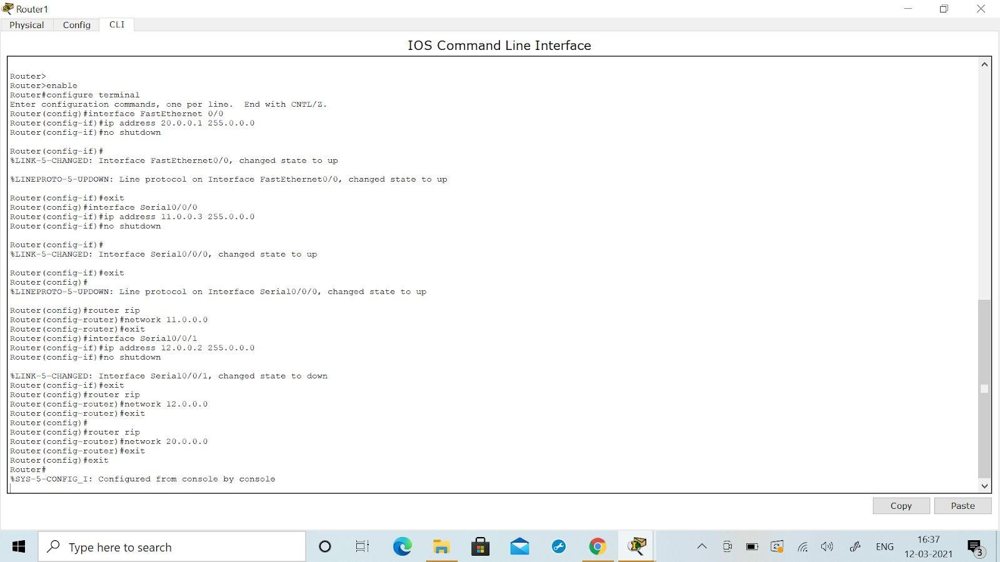 Router1
Physical Config CLI
IOS Command Line Interface
Router>
Router>enable
Router#configure terminal
Enter configuration commands, one per line.  End with CNTL/Z.
Router(config)#interface FastEthernet 0/0
Router(config-if)#ip address 20.0.0.1 255.0.0.0
Router(config-if)#no shutdown
Router(config-if)#
%LINK-5-CHANGED: Interface FastEthernet0/0, changed state to up
%LINEPROTO-5-UPDOWN: Line protocol on Interface FastEthernet0/0, changed state to up
Router(config-if)#exit
Router(config)#interface Serial0/0/0
Router(config-if)#ip address 11.0.0.3 255.0.0.0
Router(config-if)#no shutdown
Router(config-if)#
%LINK-5-CHANGED: Interface Serial0/0/0, changed state to up
Router(config-if)#exit
Router(config)#
%LINEPROTO-5-UPDOWN: Line protocol on Interface Serial0/0/0, changed state to up
Router(config)#router rip
Router(config-router)#network 11.0.0.0
Router(config-router)#exit
Router(config)#interface Serial0/0/1
Router(config-if)#ip address 12.0.0.2 255.0.0.0
Router(config-if)#no shutdown
%LINK-5-CHANGED: Interface Serial0/0/1, changed state to down
Router(config-if)#exit
Router(config)#router rip
Router(config-router)#network 12.0.0.0
Router(config-router)#exit
Router(config)#
Router(config)#router rip
Router(config-router)#network 20.0.0.0
Router(config-router)#exit
Router(config)#exit
Router#
%SYS-5-CONFIG_I: Configured from console by console
Copy Paste
Type here to search
ENG
16:37
12-03-2021
3